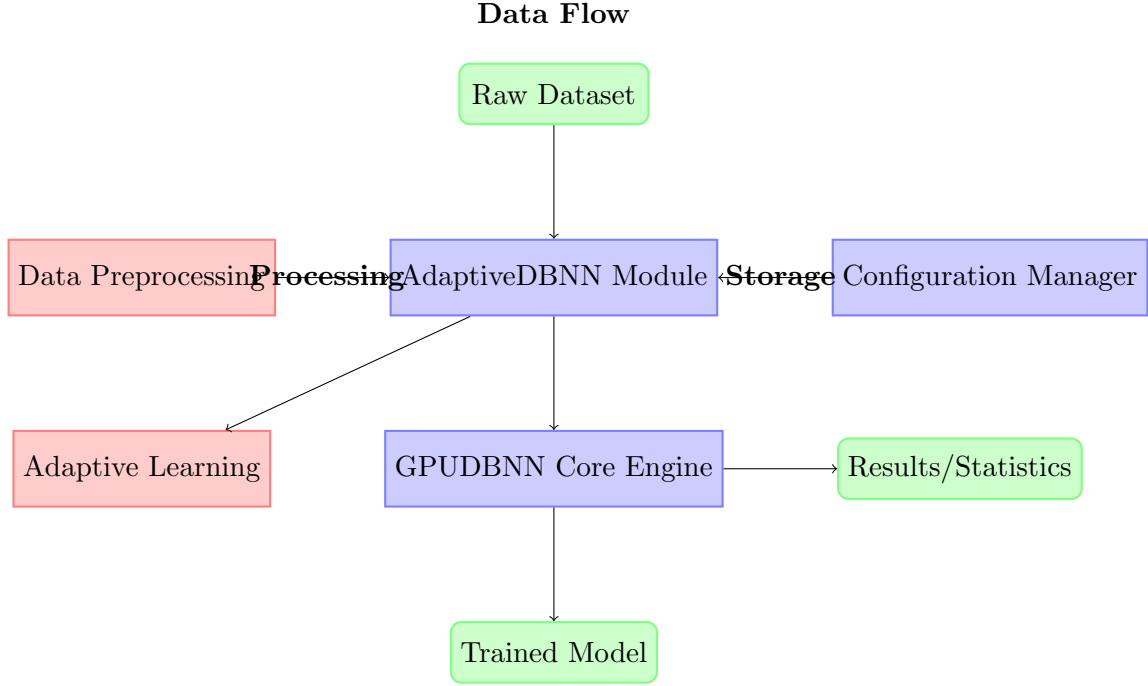 Data Flow
Raw Dataset
Data Preprocessing
Processing
AdaptiveDBNN Module
Storage
Configuration Manager
Adaptive Learning
GPUDBNN Core Engine
Results/Statistics
Trained Model